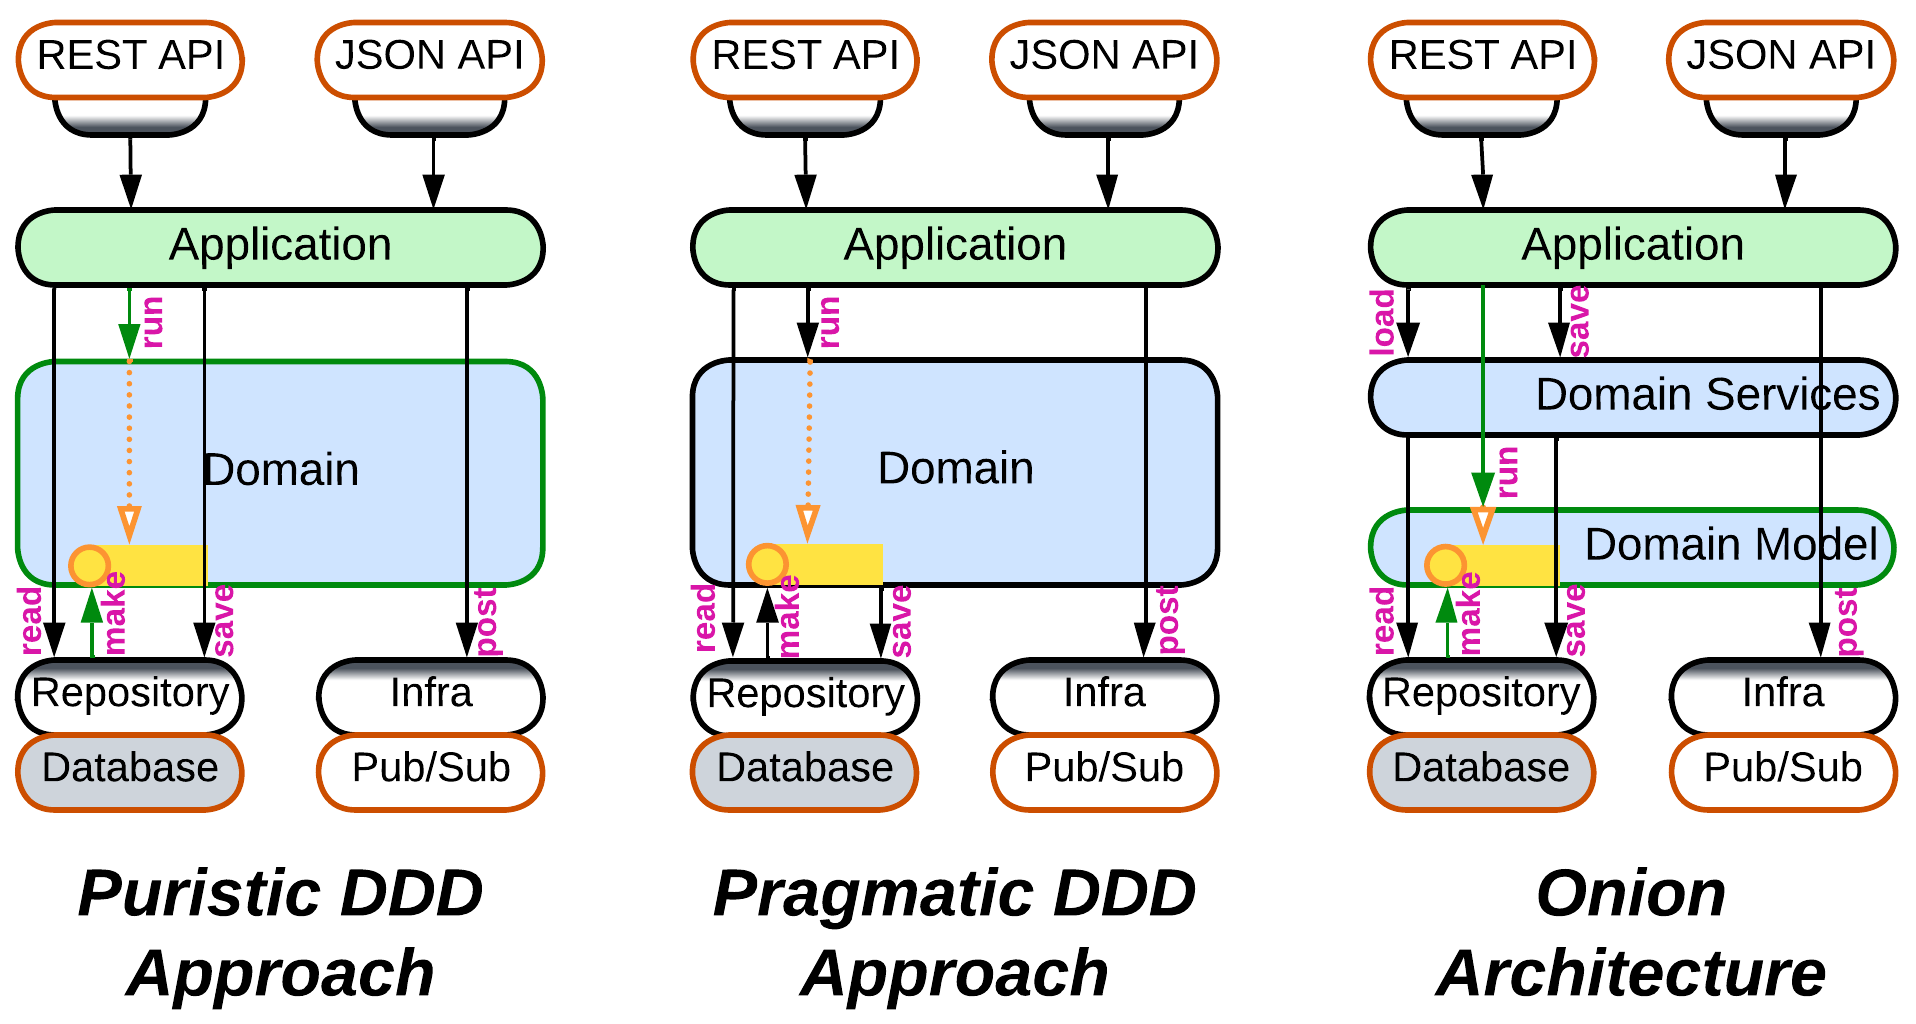 REST API
JSON API
Application
run
Domain
read
make
save
post
Repository
Infra
Database
Pub/Sub
Puristic DDD
Approach
REST API
JSON API
Application
run
Domain
read
make
save
post
Repository
Infra
Database
Pub/Sub
Pragmatic DDD
Approach
REST API
JSON API
Application
load
save
Domain Services
run
Domain Model
read
make
save
post
Repository
Infra
Database
Pub/Sub
Onion
Architecture